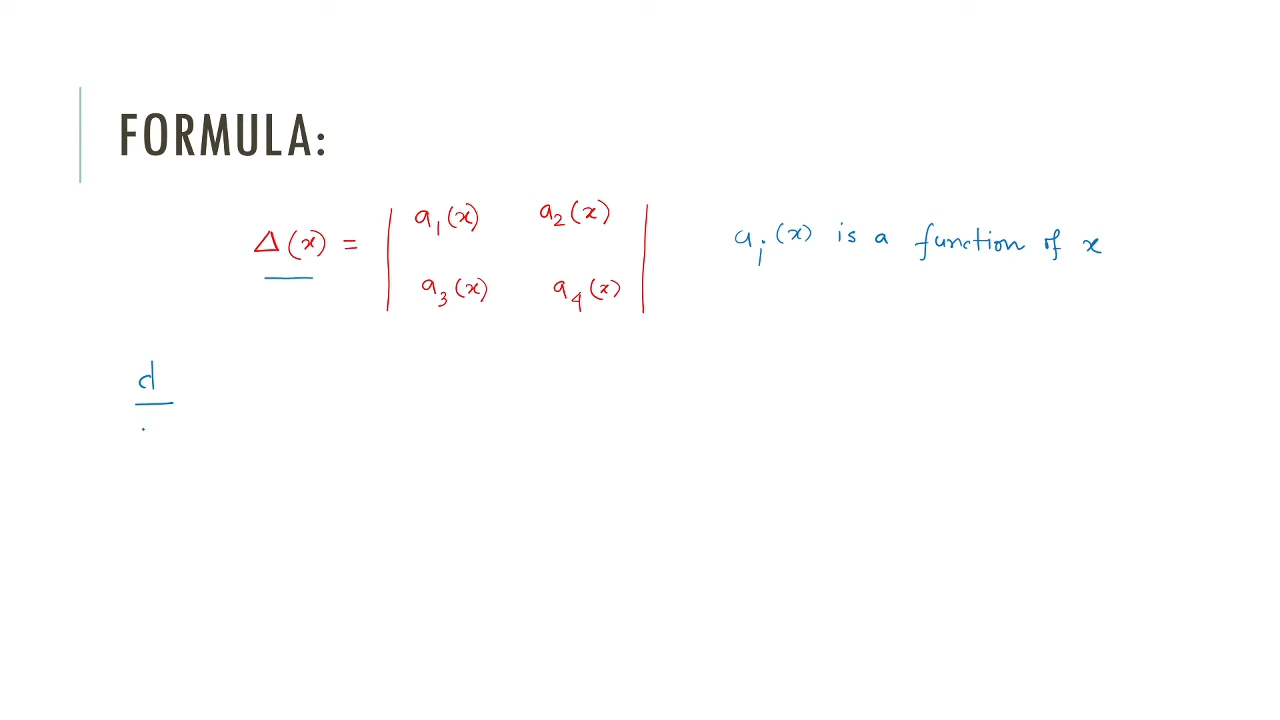 FORMULA:
Δ(x) = | a₁(x) a₂(x) |
a₃(x) a₄(x)
aᵢ(x) is a function of x
d